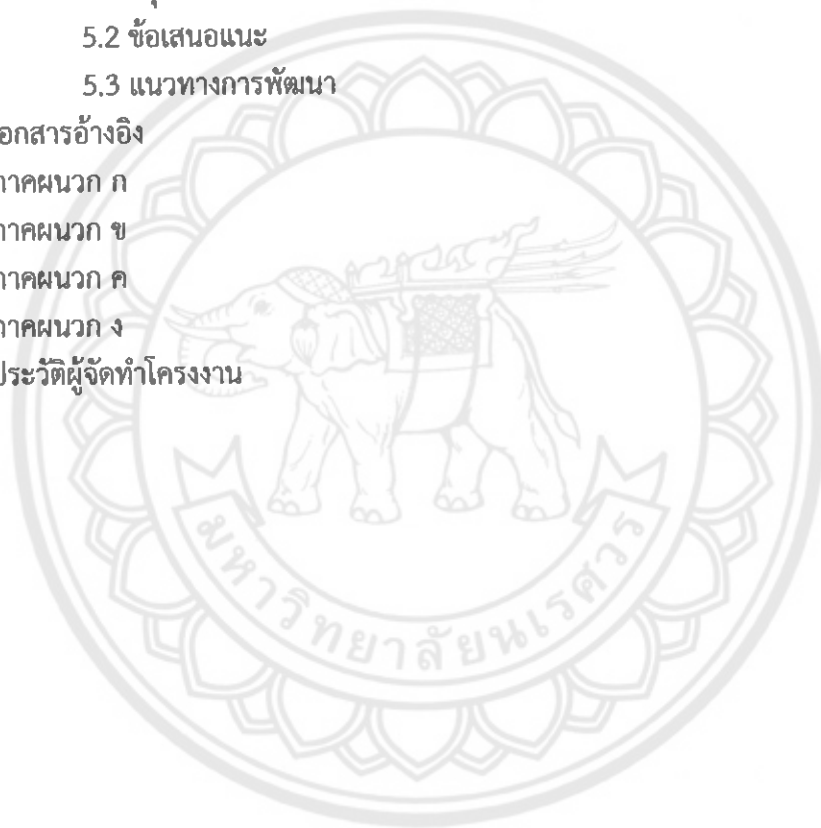 5.2 ข้อเสนอแนะ
5.3 แนวทางการพัฒนา
อกสารอ้างอิง
าคผนวก ก
าคผนวก ข
าคผนวก ค
าคผนวก ง
ประวัติผู้จัดทำโครงงาน
มหาวิทยาลัยนเรศวร